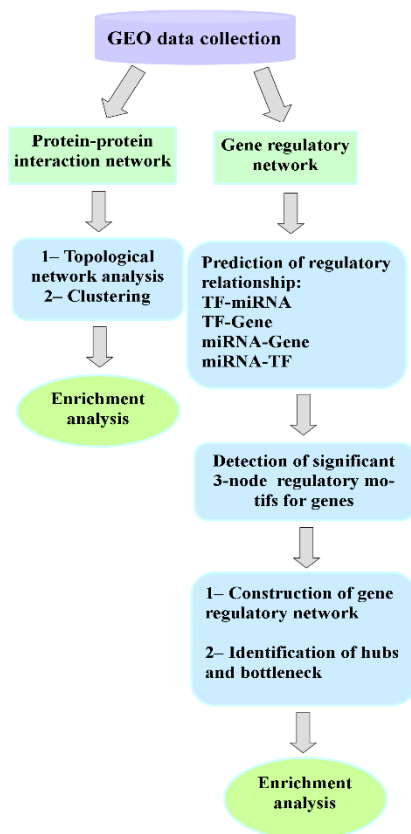 GEO data collection
Protein-protein
interaction network
1– Topological
network analysis
2– Clustering
Enrichment
analysis
Gene regulatory
network
Prediction of regulatory
relationship:
TF-miRNA
TF-Gene
miRNA-Gene
miRNA-TF
Detection of significant
3-node regulatory mo-
tifs for genes
1– Construction of gene
regulatory network
2– Identification of hubs
and bottleneck
Enrichment
analysis